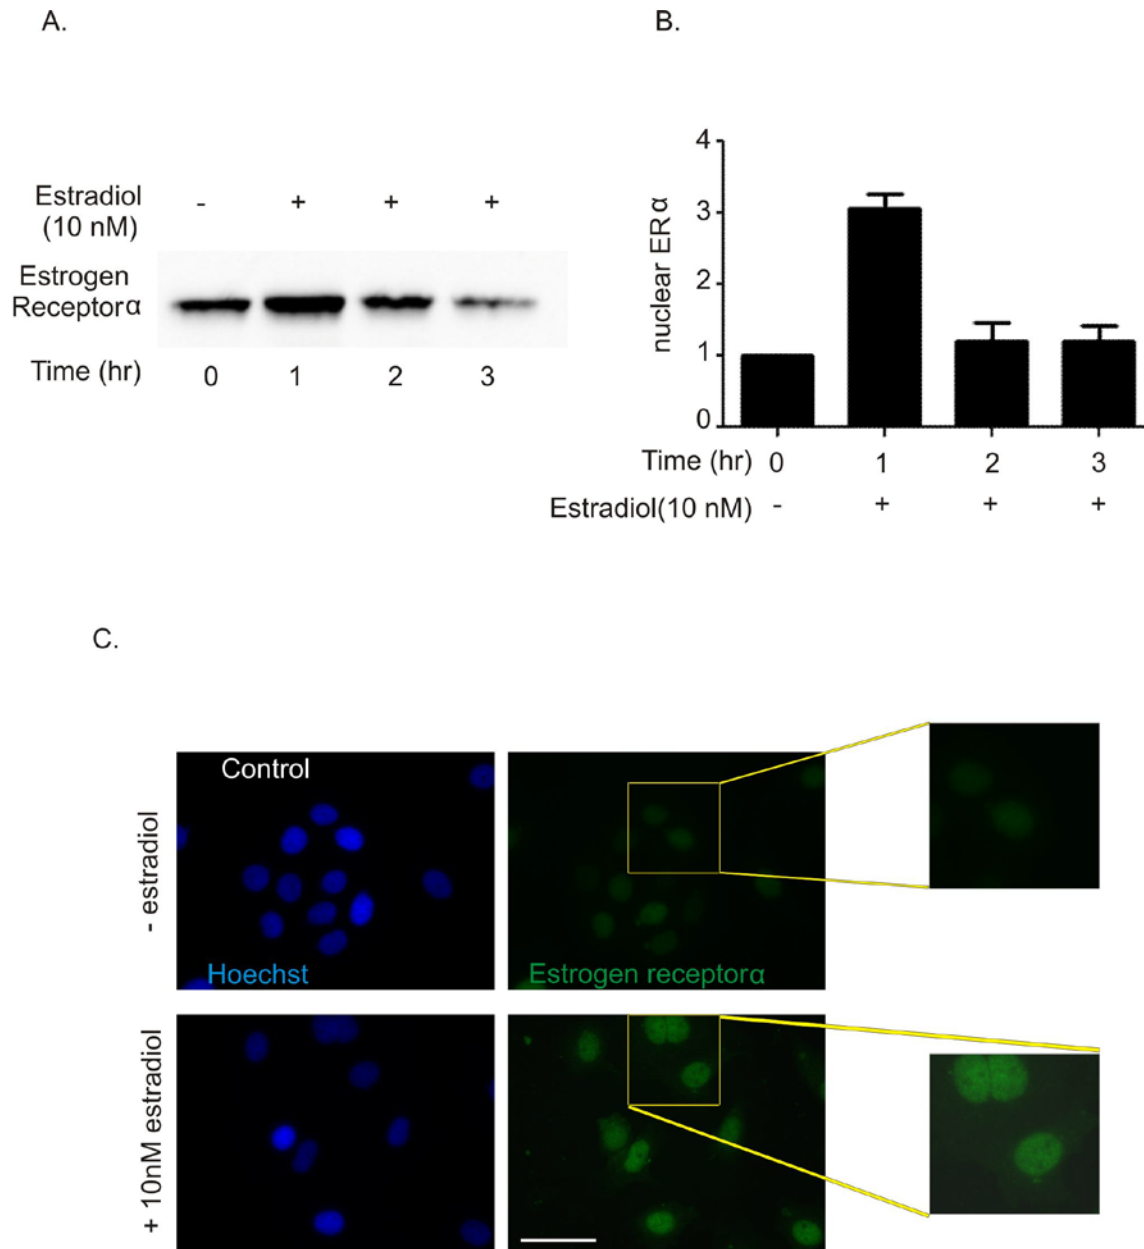 A.
Estradiol - + + +
(10 nM)
Estrogen
Receptorα
Time (hr) 0 1 2 3
B.
nuclear ERα
4
3
2
1
0
Time (hr) 0 1 2 3
Estradiol(10 nM) - + + +
C.
- estradiol
Control
Hoechst
Estrogen receptorα
+ 10nM estradiol